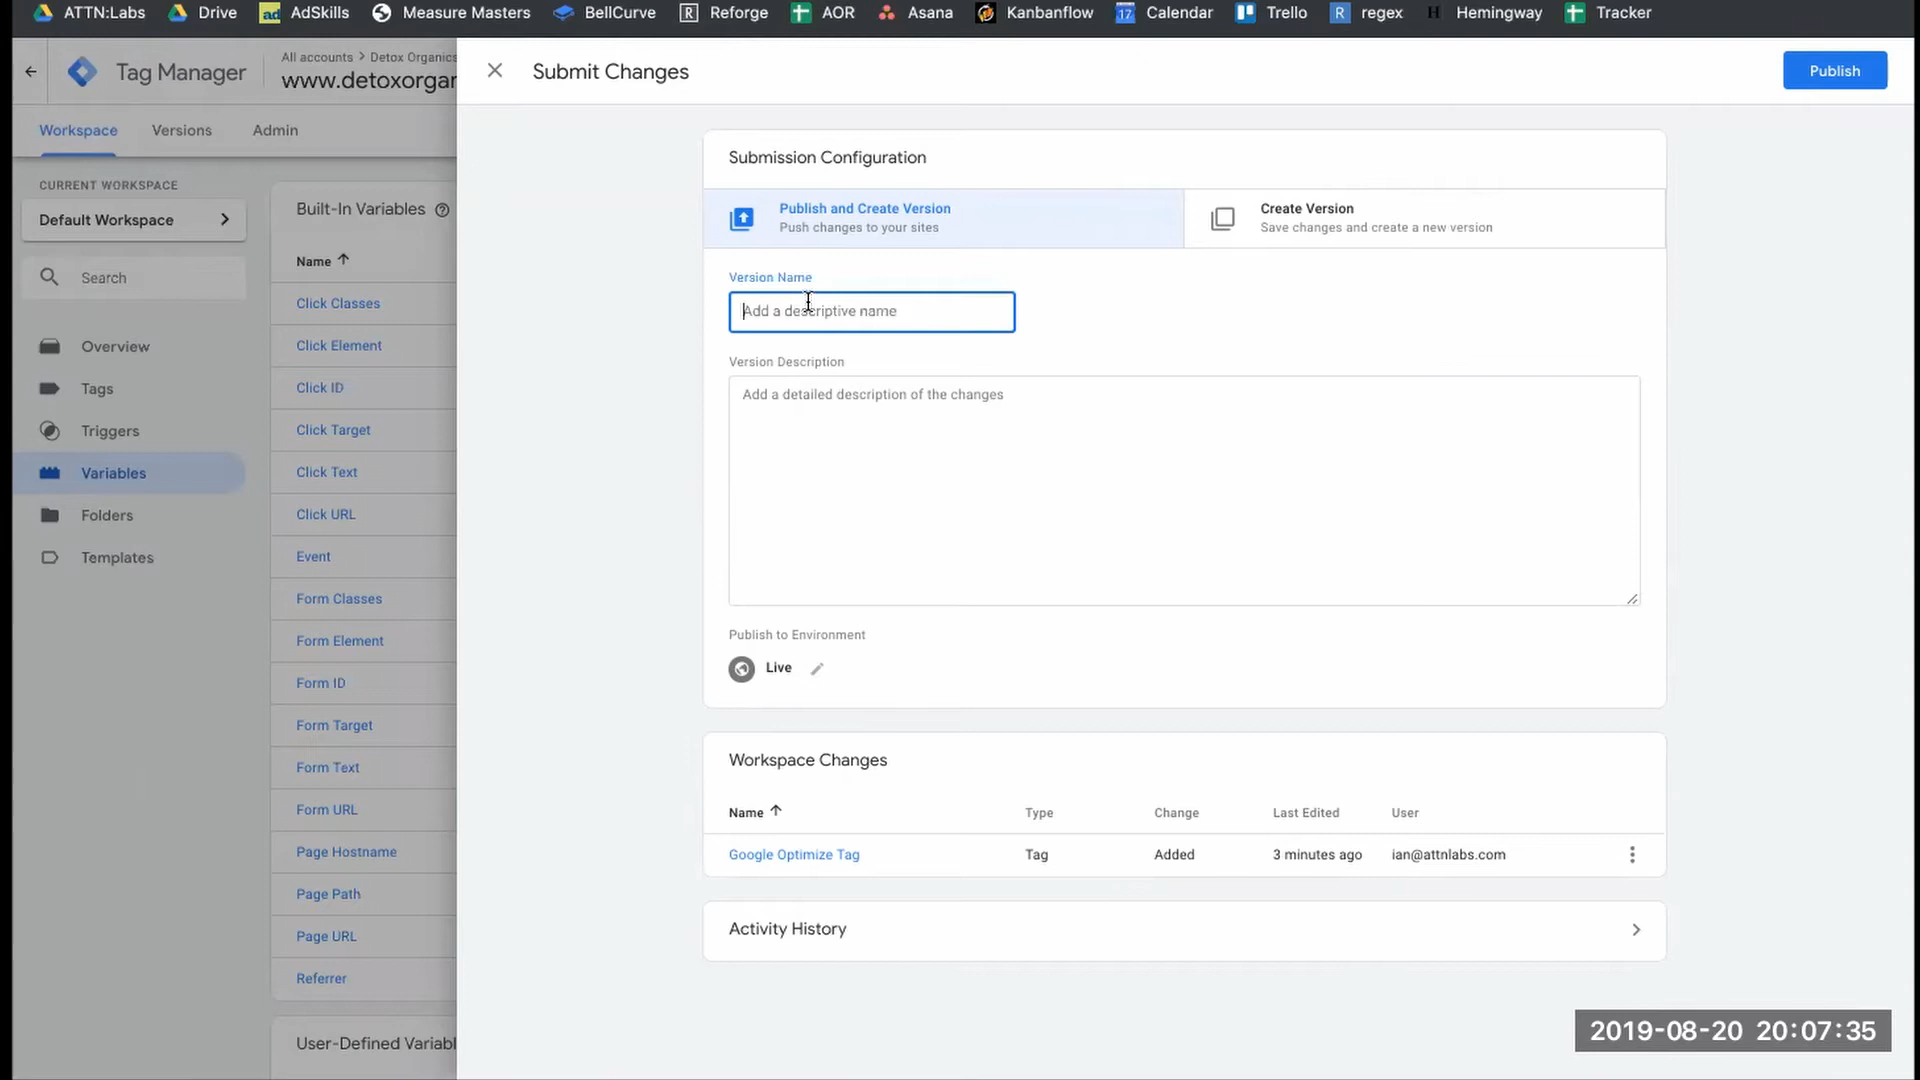 ATTN:Labs Drive AdSkills Measure Masters BellCurve Reforge AOR Asana Kanbanflow Calendar Trello regex Hemingway Tracker
Tag Manager
All accounts > Detox Organics
www.detoxorgan
Submit Changes
Publish
Workspace Versions Admin
CURRENT WORKSPACE
Default Workspace
Search
Overview
Tags
Triggers
Variables
Folders
Templates
Built-In Variables
Name
Click Classes
Click Element
Click ID
Click Target
Click Text
Click URL
Event
Form Classes
Form Element
Form ID
Form Target
Form Text
Form URL
Page Hostname
Page Path
Page URL
Referrer
User-Defined Variabl
Submission Configuration
Publish and Create Version
Push changes to your sites
Create Version
Save changes and create a new version
Version Name
Add a descriptive name
Version Description
Add a detailed description of the changes
Publish to Environment
Live
Workspace Changes
Name Type Change Last Edited User
Google Optimize Tag Tag Added 3 minutes ago ian@attnlabs.com
Activity History
2019-08-20 20:07:35